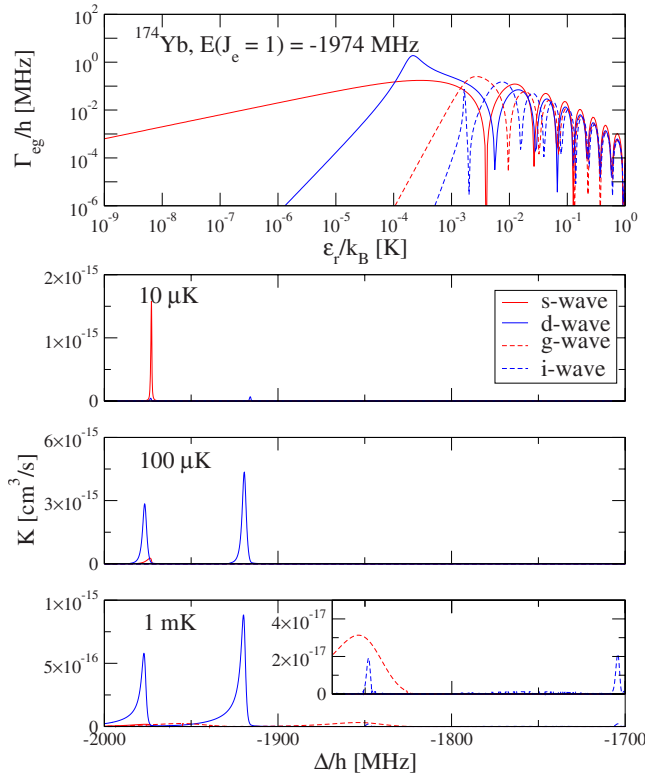 ¹⁷⁴Yb, E(Jₑ = 1) = -1974 MHz
Γₑg/h [MHz]
10²
10⁰
10⁻²
10⁻⁴
10⁻⁶
10⁻⁹ 10⁻⁸ 10⁻⁷ 10⁻⁶ 10⁻⁵ 10⁻⁴ 10⁻³ 10⁻² 10⁻¹ 10⁰
εᵣ/k_B [K]
10 μK
2×10⁻¹⁵
1×10⁻¹⁵
0
s-wave
d-wave
g-wave
i-wave
100 μK
6×10⁻¹⁵
3×10⁻¹⁵
0
K [cm³/s]
1 mK
1×10⁻¹⁵
5×10⁻¹⁶
0
4×10⁻¹⁷
2×10⁻¹⁷
0
-2000 -1900 -1800 -1700
Δ/h [MHz]